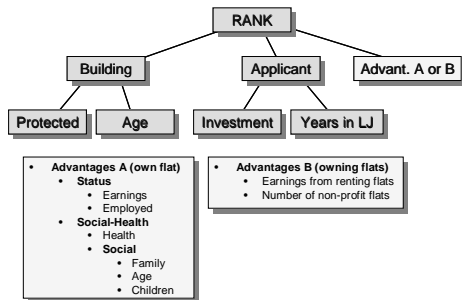 RANK
Building
Applicant
Advant. A or B
Protected
Age
Investment
Years in LJ
• Advantages A (own flat)
• Status
• Earnings
• Employed
• Social-Health
• Health
• Social
• Family
• Age
• Children
• Advantages B (owning flats)
• Earnings from renting flats
• Number of non-profit flats